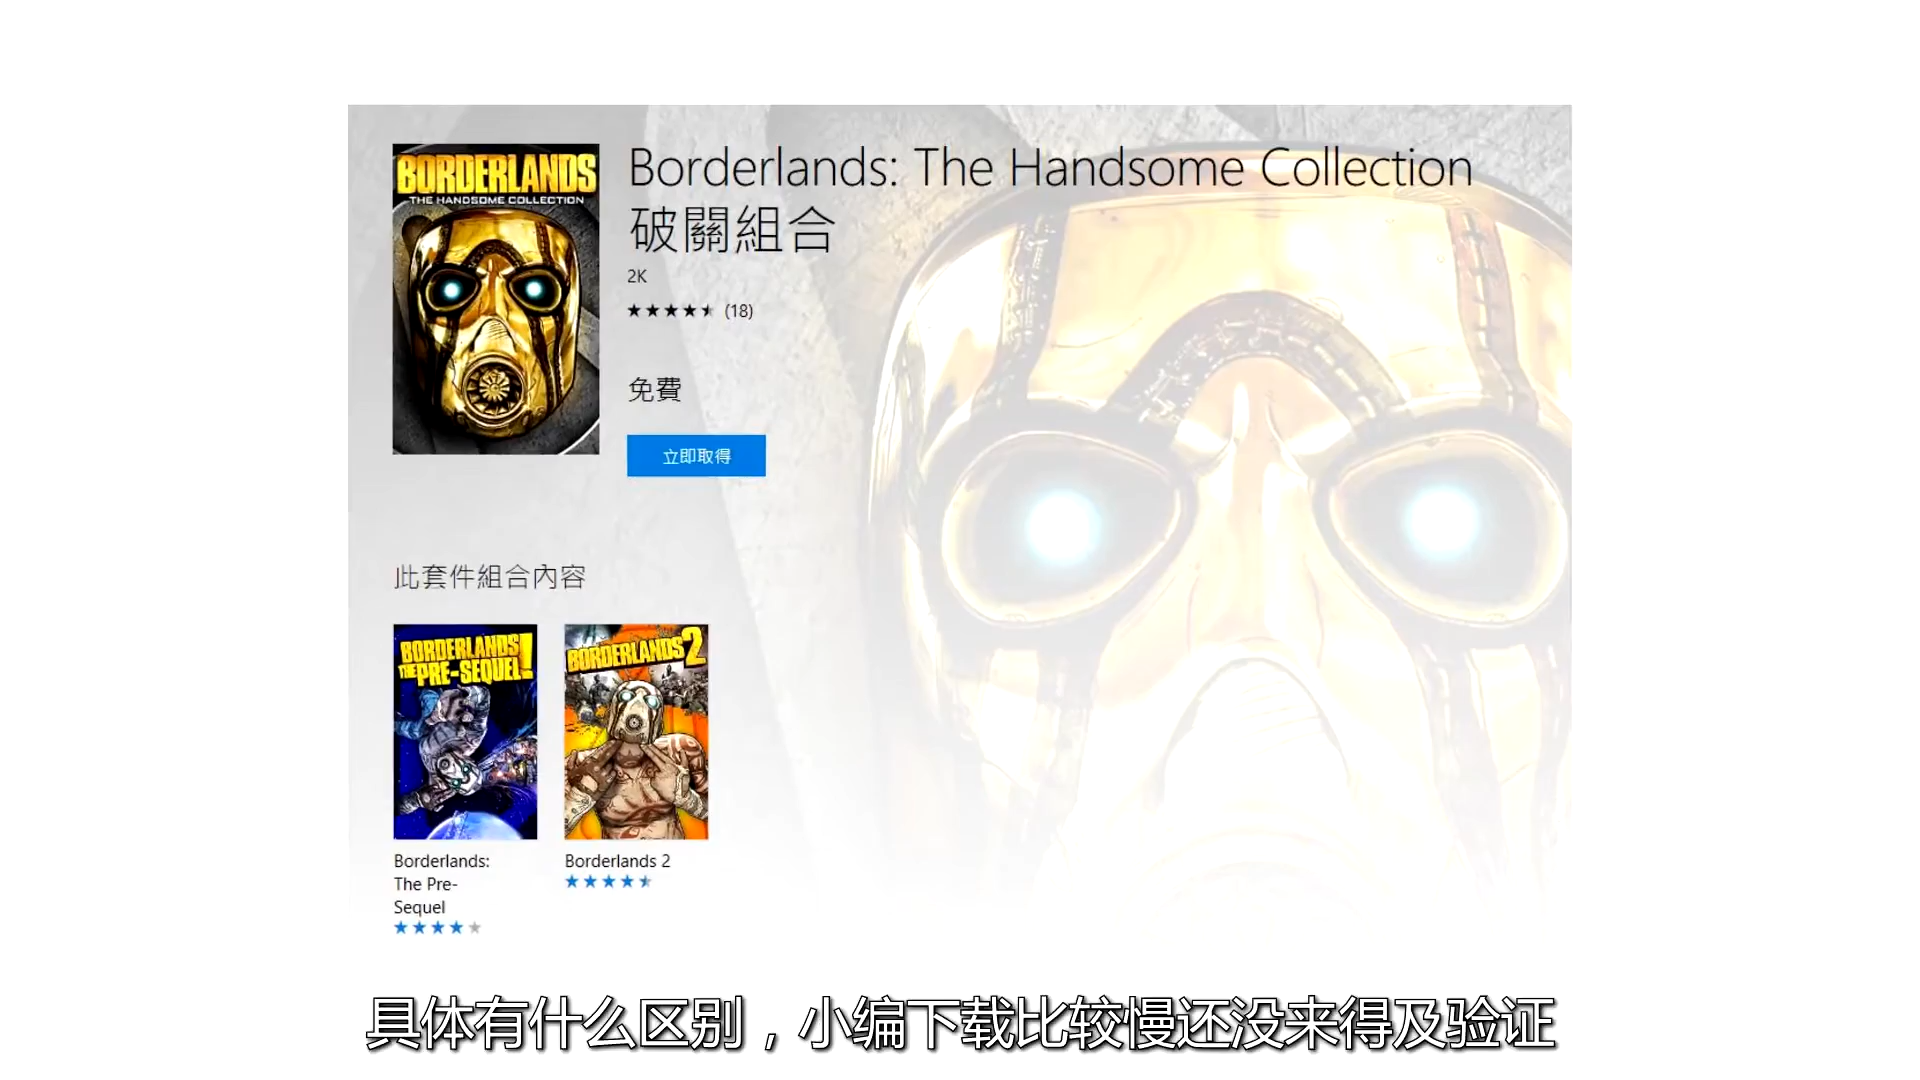 BORDERLANDS
THE HANDSOME COLLECTION
Borderlands: The Handsome Collection
破關組合
2K
(18)
免費
立即取得
此套件組合內容
BORDERLANDS
THE PRE-SEQUEL!
BORDERLANDS 2
Borderlands:
The Pre-
Sequel
Borderlands 2
具体有什么区别，小编下载比较慢还没来得及验证